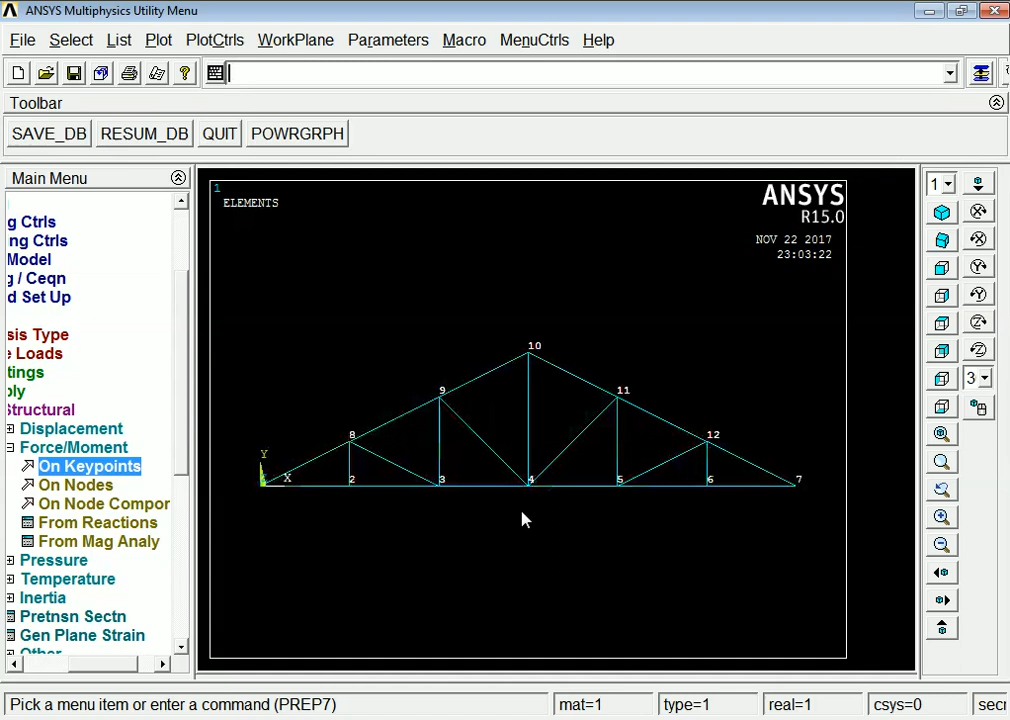 ANSYS Multiphysics Utility Menu
File Select List Plot PlotCtrls WorkPlane Parameters Macro MenuCtrls Help
Toolbar
SAVE_DB RESUM_DB QUIT POWRGRPH
Main Menu
g Ctrls
ng Ctrls
Model
g / Ceqn
d Set Up
sis Type
e Loads
tings
ply
Structural
Displacement
Force/Moment
On Keypoints
On Nodes
On Node Compor
From Reactions
From Mag Analy
Pressure
Temperature
Inertia
Pretnsn Sectn
Gen Plane Strain
Other
1
ELEMENTS
ANSYS
R15.0
NOV 22 2017
23:03:22
10
9 11
8 12
Y
X 2 3 4 5 6 7
1
3
Pick a menu item or enter a command (PREP7) mat=1 type=1 real=1 csys=0 secr